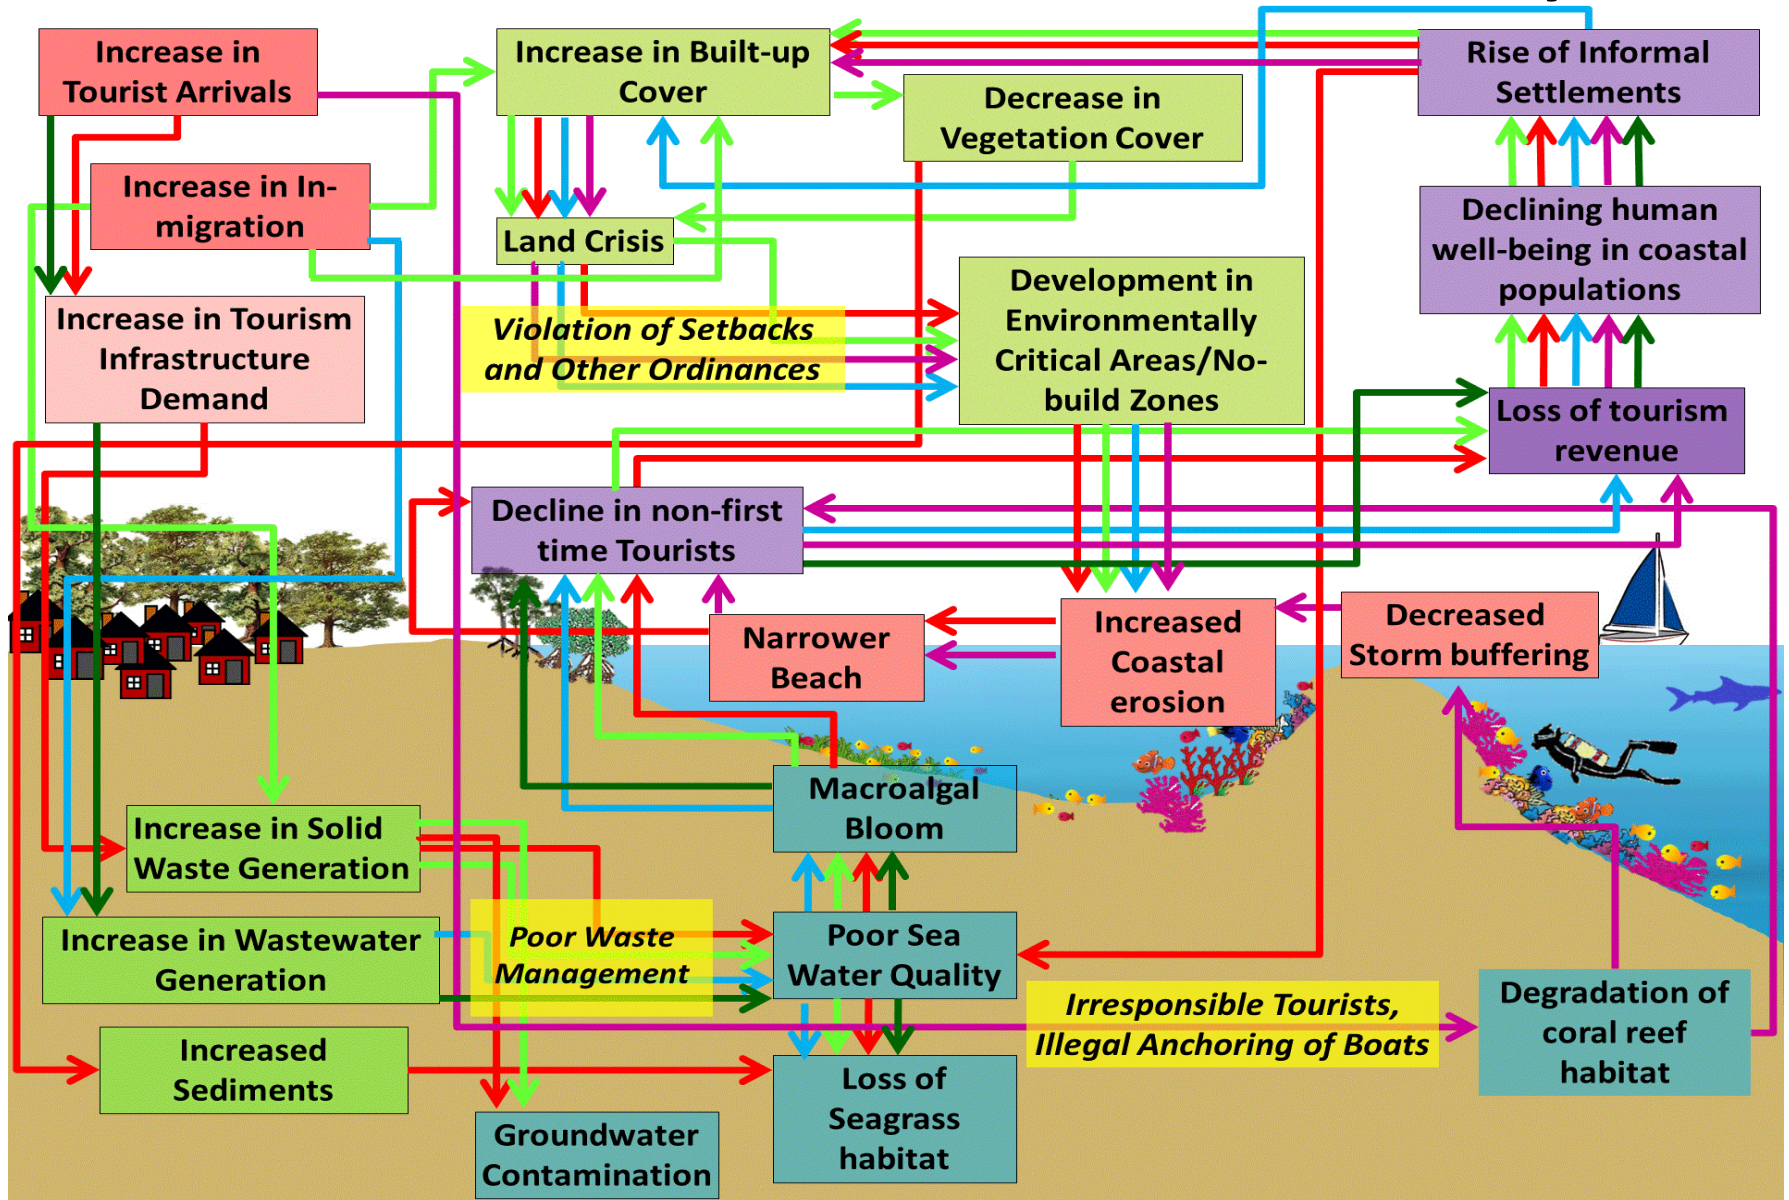 Increase in
Tourist Arrivals
Increase in Built-up
Cover
Rise of Informal
Settlements
Decrease in
Vegetation Cover
Increase in In-
migration
Land Crisis
Declining human
well-being in coastal
populations
Development in
Environmentally
Critical Areas/No-
build Zones
Increase in Tourism
Infrastructure
Demand
Violation of Setbacks
and Other Ordinances
Loss of tourism
revenue
Decline in non-first
time Tourists
Narrower
Beach
Increased
Coastal
erosion
Decreased
Storm buffering
Macroalgal
Bloom
Increase in Solid
Waste Generation
Increase in Wastewater
Generation
Poor Waste
Management
Poor Sea
Water Quality
Irresponsible Tourists,
Illegal Anchoring of Boats
Degradation of
coral reef
habitat
Increased
Sediments
Loss of
Seagrass
habitat
Groundwater
Contamination